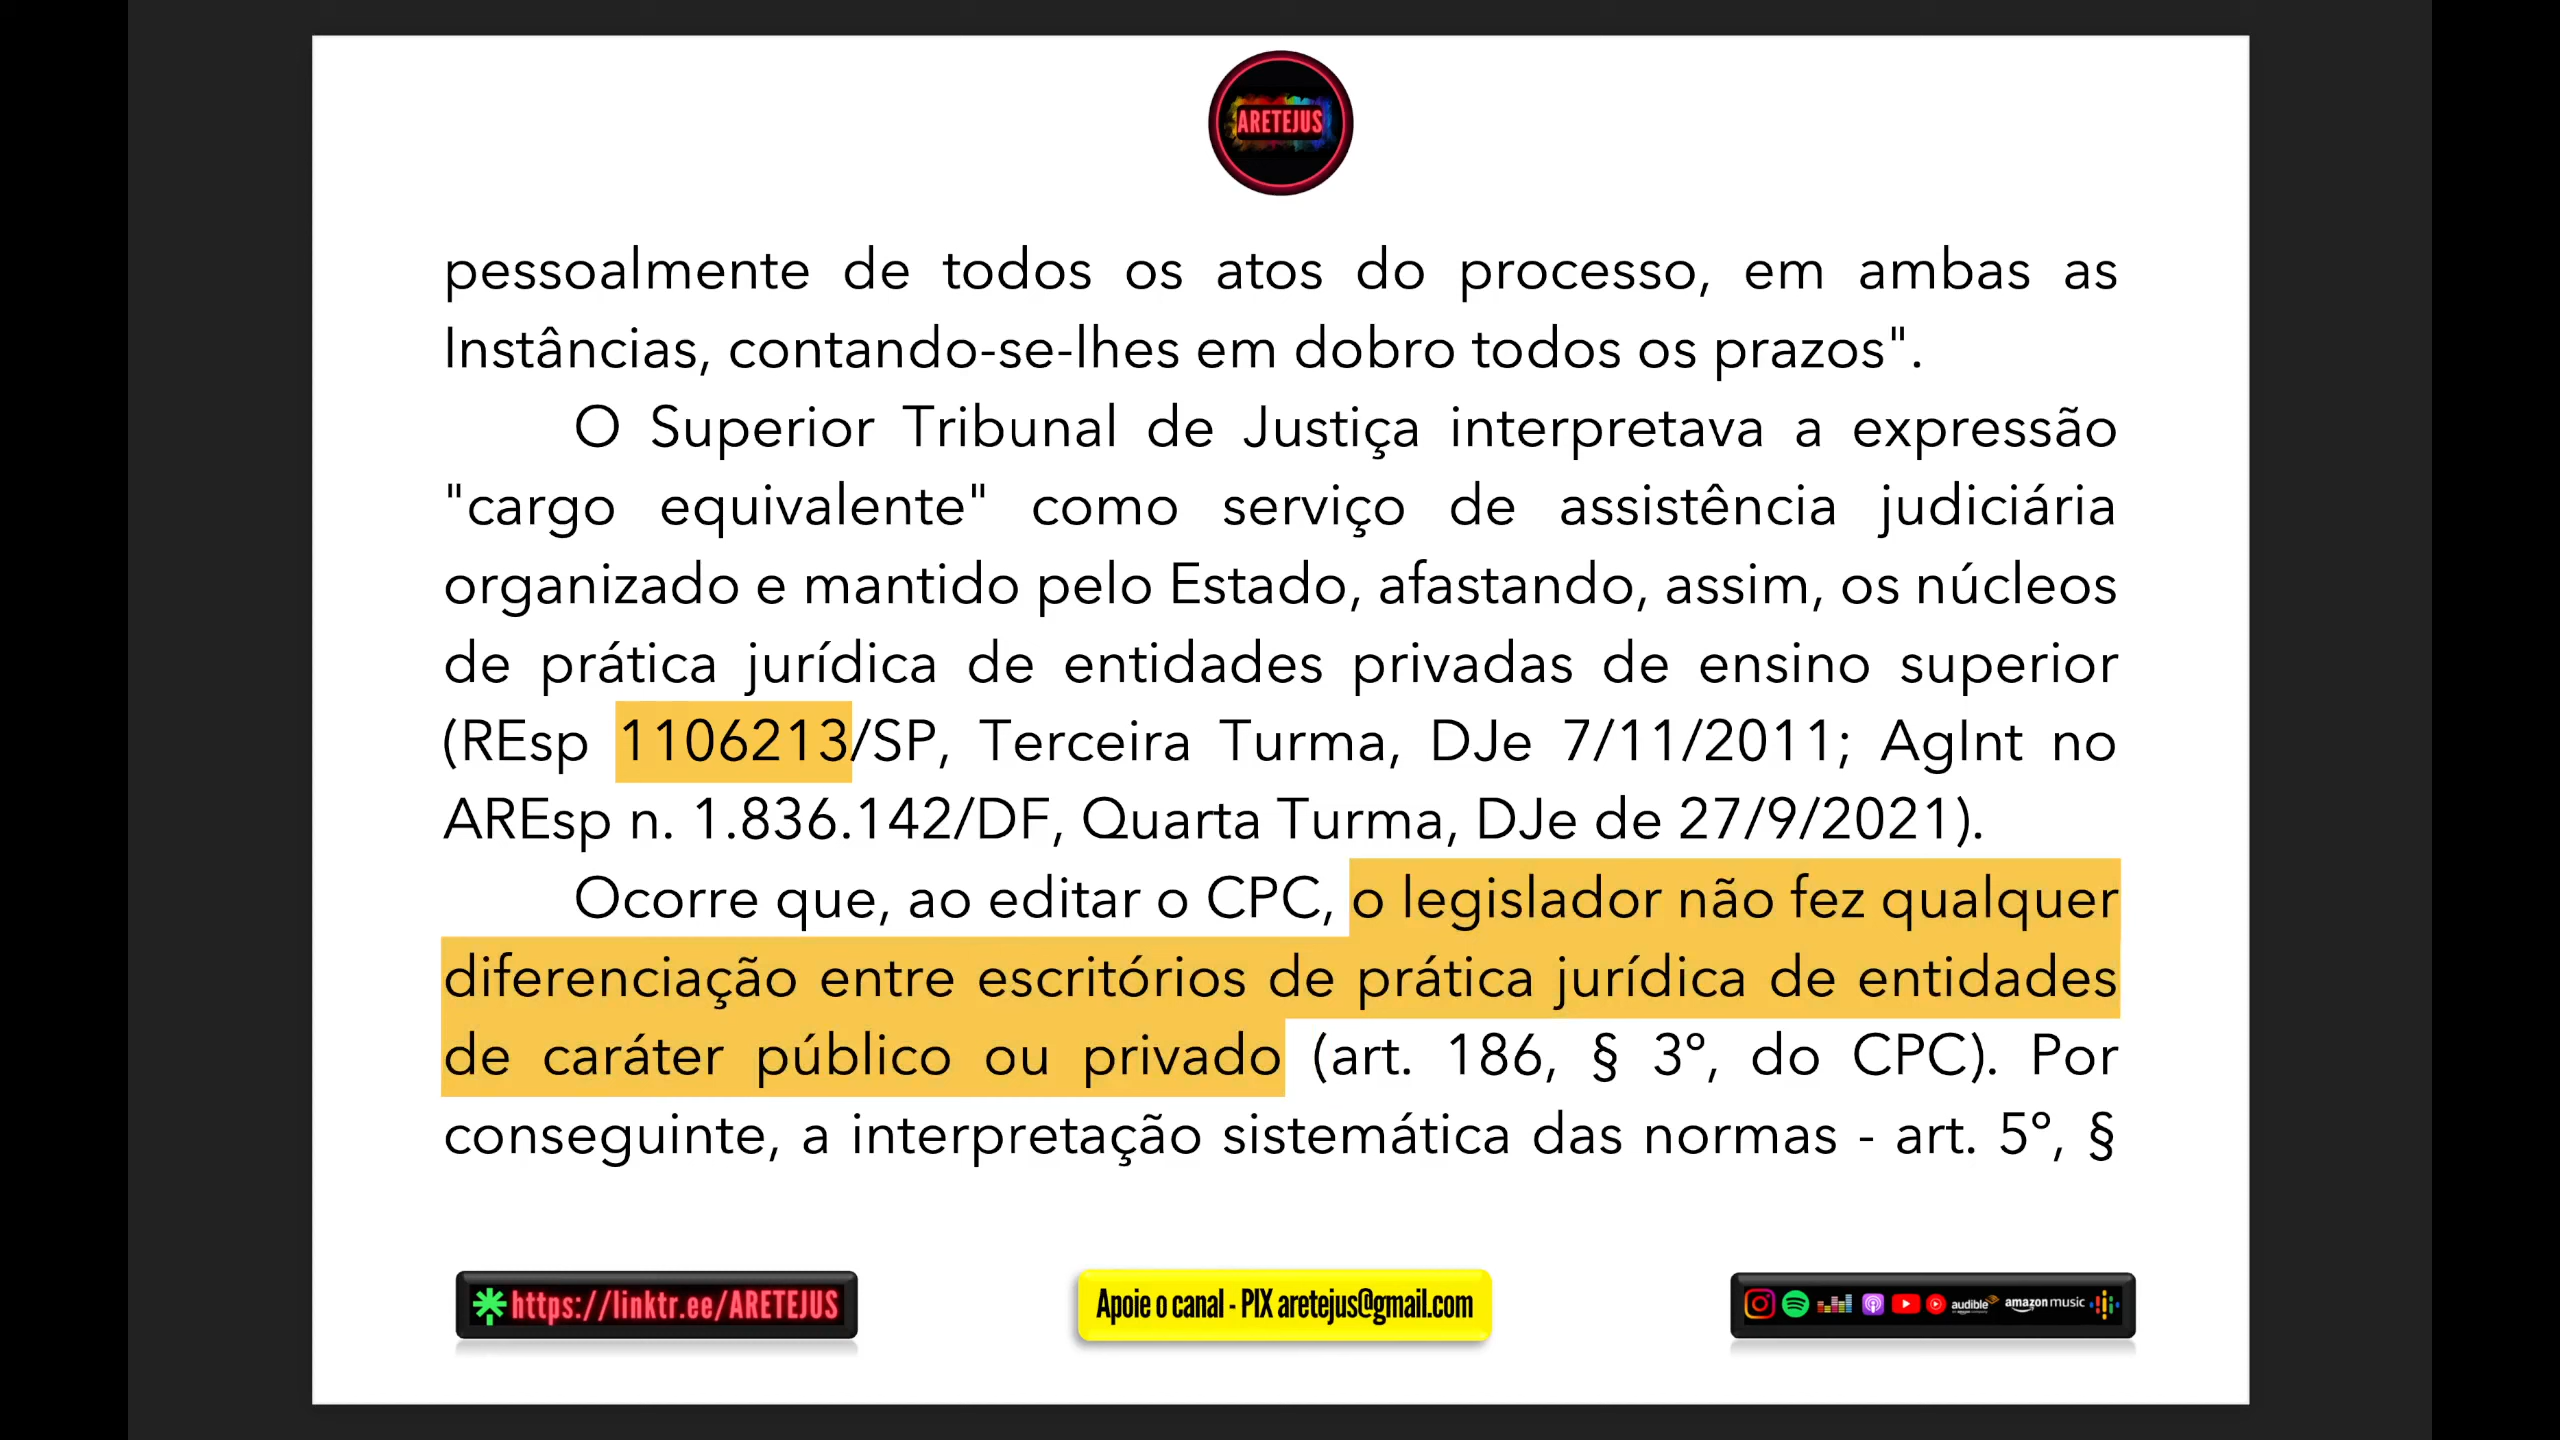 ARETEJUS
pessoalmente de todos os atos do processo, em ambas as
Instâncias, contando-se-lhes em dobro todos os prazos".
O Superior Tribunal de Justiça interpretava a expressão
"cargo equivalente" como serviço de assistência judiciária
organizado e mantido pelo Estado, afastando, assim, os núcleos
de prática jurídica de entidades privadas de ensino superior
(REsp 1106213/SP, Terceira Turma, DJe 7/11/2011; AgInt no
AREsp n. 1.836.142/DF, Quarta Turma, DJe de 27/9/2021).
Ocorre que, ao editar o CPC, o legislador não fez qualquer
diferenciação entre escritórios de prática jurídica de entidades
de caráter público ou privado (art. 186, § 3º, do CPC). Por
conseguinte, a interpretação sistemática das normas - art. 5º, §
https://linktr.ee/ARETEJUS
Apoie o canal - PIX aretejus@gmail.com
audible amazon music